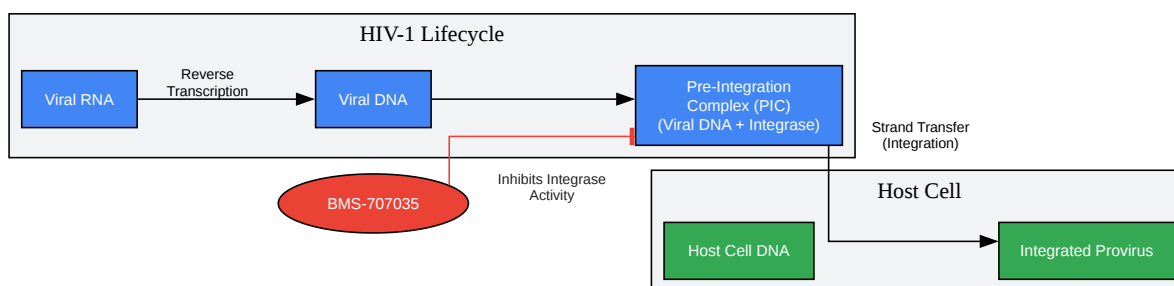 HIV-1 Lifecycle
Viral RNA
Reverse
Transcription
Viral DNA
Pre-Integration
Complex (PIC)
(Viral DNA + Integrase)
Strand Transfer
(Integration)
BMS-707035
Inhibits Integrase
Activity
Host Cell
Host Cell DNA
Integrated Provirus